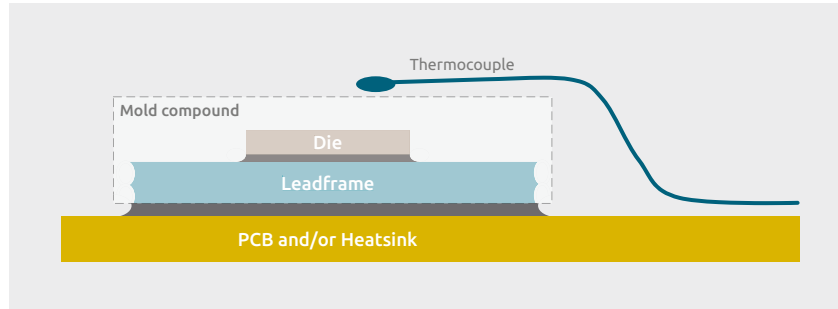 Thermocouple
Mold compound
Die
Leadframe
PCB and/or Heatsink